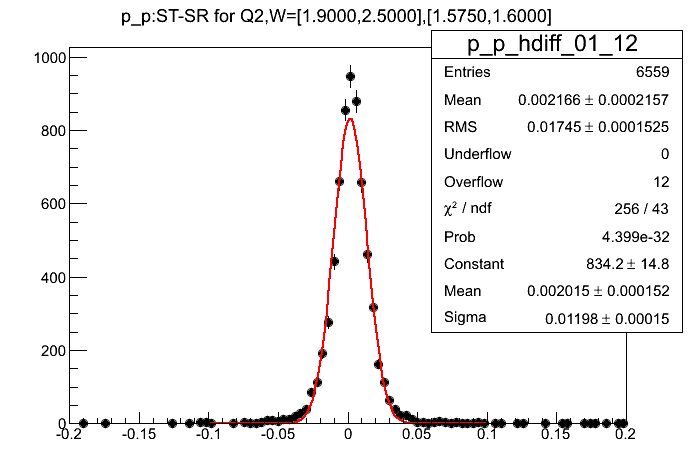 p_p:ST-SR for Q2,W=[1.9000,2.5000],[1.5750,1.6000]
p_p_hdiff_01_12
Entries 6559
Mean 0.002166 ± 0.0002157
RMS 0.01745 ± 0.0001525
Underflow 0
Overflow 12
χ² / ndf 256 / 43
Prob 4.399e-32
Constant 834.2 ± 14.8
Mean 0.002015 ± 0.000152
Sigma 0.01198 ± 0.00015
1000
800
600
400
200
0
-0.2 -0.15 -0.1 -0.05 0 0.05 0.1 0.15 0.2